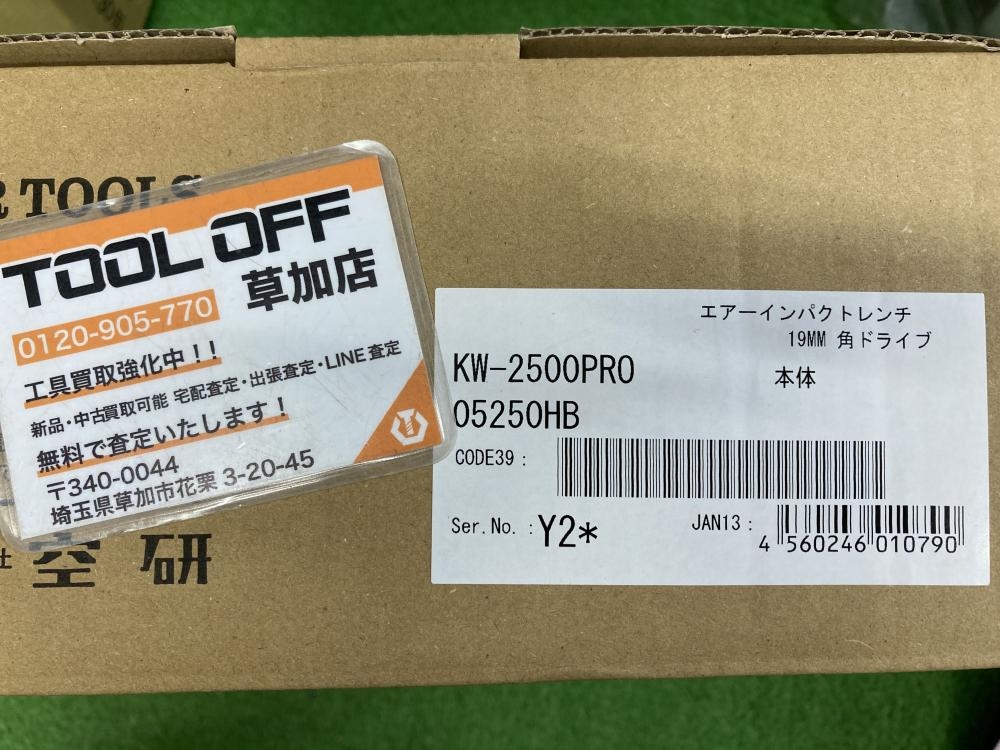 R TOOLS
TOOL OFF
草加店
0120-905-770
工具買取強化中!!
新品・中古買取可能 宅配査定・出張査定・LINE査定
無料で査定いたします!
〒340-0044
埼玉県草加市花栗 3-20-45
社 空 研
エアーインパクトレンチ
19MM 角ドライブ
KW-2500PRO 本体
05250HB
CODE39 :
Ser.No. : Y2*
JAN13 :
4 560246 010790